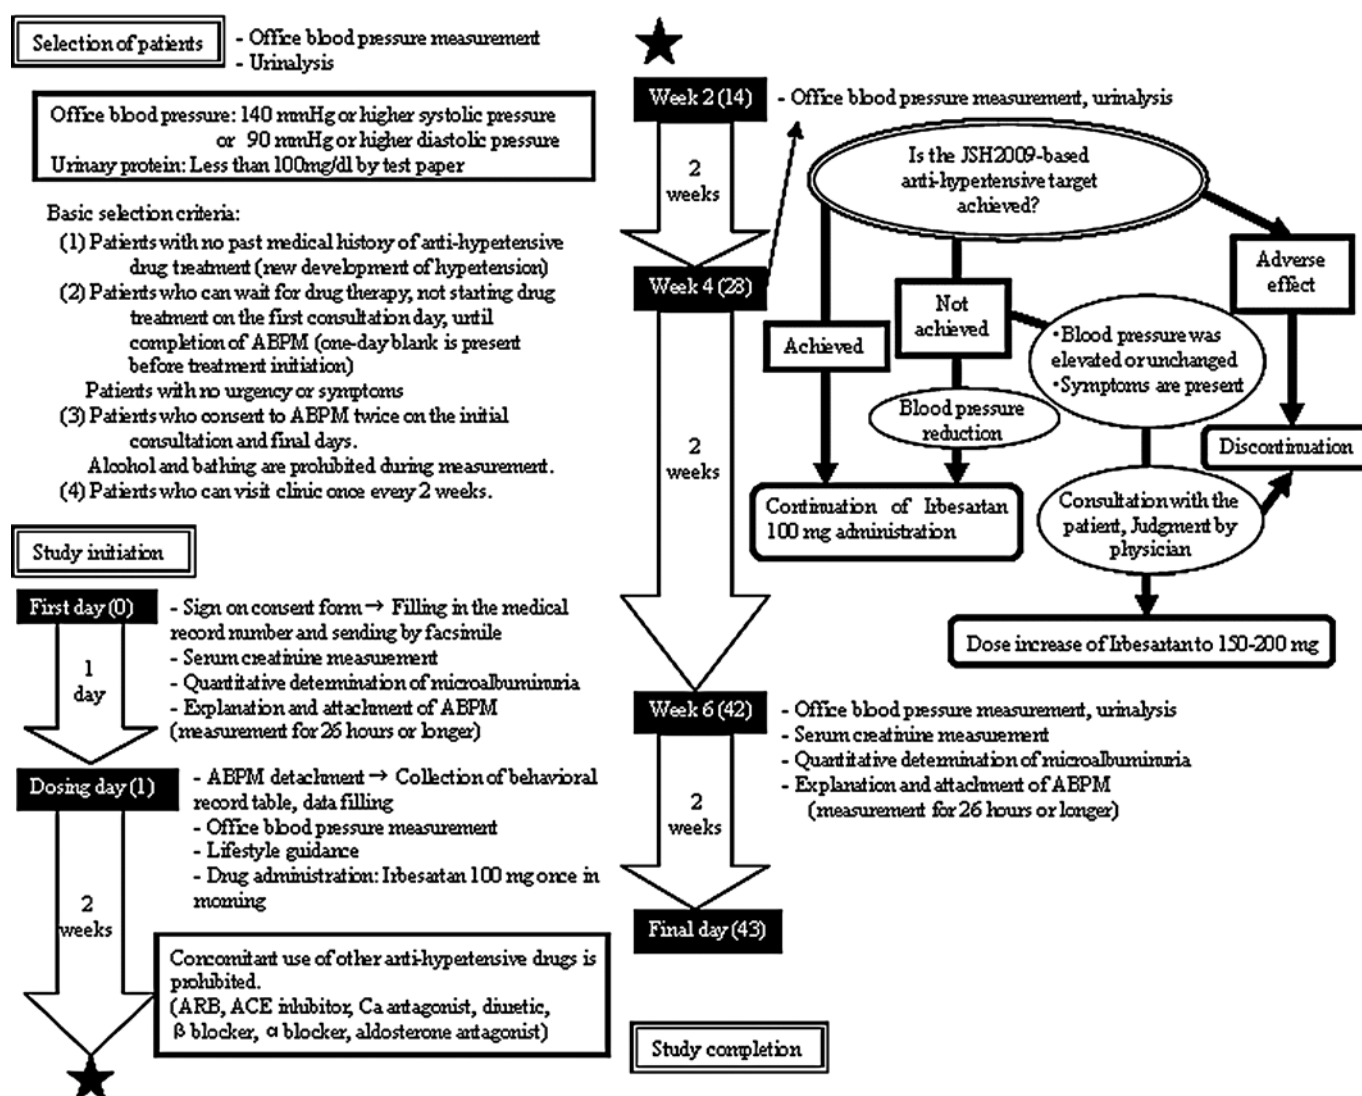 Selection of patients
- Office blood pressure measurement
- Urinalysis
Office blood pressure: 140 mmHg or higher systolic pressure
or 90 mmHg or higher diastolic pressure
Urinary protein: Less than 100mg/dl by test paper
Basic selection criteria:
(1) Patients with no past medical history of anti-hypertensive
drug treatment (new development of hypertension)
(2) Patients who can wait for drug therapy, not starting drug
treatment on the first consultation day, until
completion of ABPM (one-day blank is present
before treatment initiation)
Patients with no urgency or symptoms
(3) Patients who consent to ABPM twice on the initial
consultation and final days.
Alcohol and bathing are prohibited during measurement.
(4) Patients who can visit clinic once every 2 weeks.
Study initiation
First day (0)
- Sign on consent form → Filling in the medical
record number and sending by facsimile
- Serum creatinine measurement
- Quantitative determination of microalbuminuria
- Explanation and attachment of ABPM
(measurement for 26 hours or longer)
1
day
Dosing day (1)
- ABPM detachment → Collection of behavioral
record table, data filling
- Office blood pressure measurement
- Lifestyle guidance
- Drug administration: Irbesartan 100 mg once in
morning
2
weeks
Concomitant use of other anti-hypertensive drugs is
prohibited.
(ARB, ACE inhibitor, Ca antagonist, diuretic,
β blocker, α blocker, aldosterone antagonist)
Week 2 (14)
- Office blood pressure measurement, urinalysis
2
weeks
Week 4 (28)
Is the JSH2009-based
anti-hypertensive target
achieved?
Achieved
Not
achieved
Adverse
effect
•Blood pressure was
elevated or unchanged
•Symptoms are present
Blood pressure
reduction
Discontinuation
Continuation of Irbesartan
100 mg administration
Consultation with the
patient, Judgment by
physician
Dose increase of Irbesartan to 150-200 mg
2
weeks
Week 6 (42)
- Office blood pressure measurement, urinalysis
- Serum creatinine measurement
- Quantitative determination of microalbuminuria
- Explanation and attachment of ABPM
(measurement for 26 hours or longer)
2
weeks
Final day (43)
Study completion